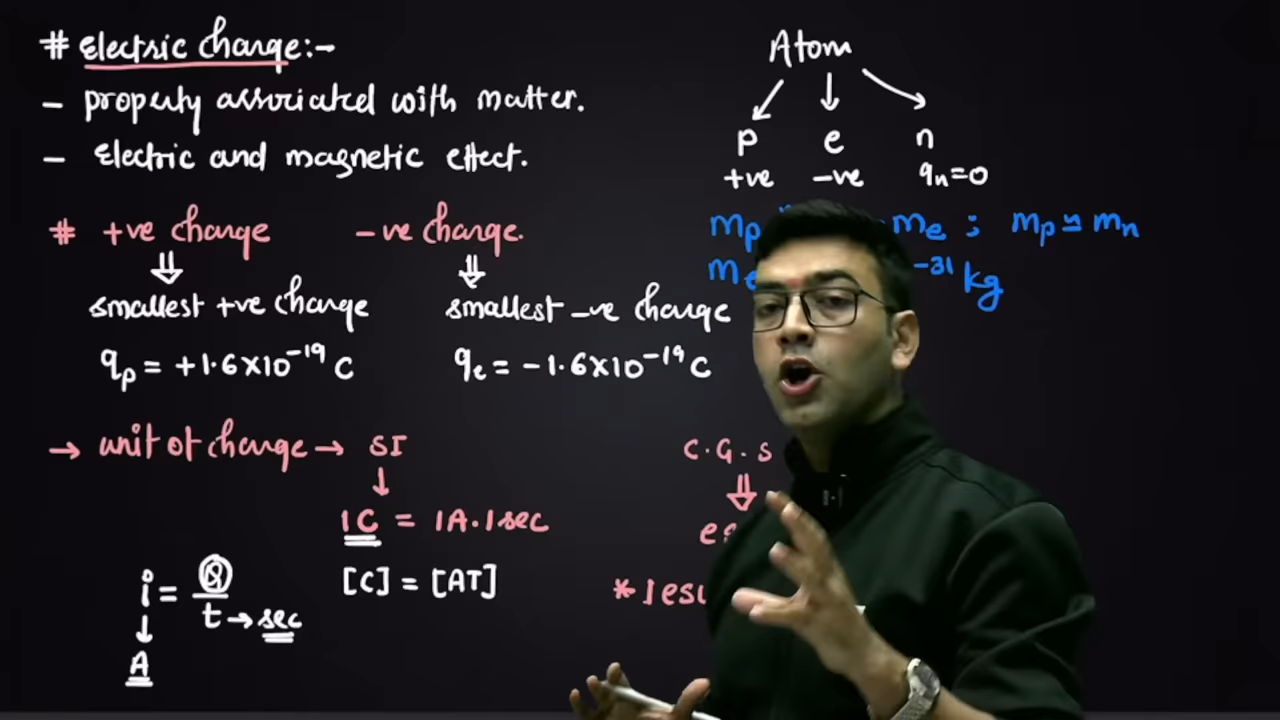 # Electric charge:-
- property associated with matter.
- Electric and magnetic effect.
# +ve charge   -ve charge.
⇓   ⇓
smallest +ve charge   smallest -ve charge
qp = +1.6×10⁻¹⁹ C   qe = -1.6×10⁻¹⁹ C
→ unit of charge → SI
↓
1C = 1A.1sec
[C] = [AT]
i = Q/t → sec
↓
A
Atom
p   e   n
+ve   -ve   qn=0
mp   me ; mp ≃ mn
⁻³¹ kg
C.G.S
⇓